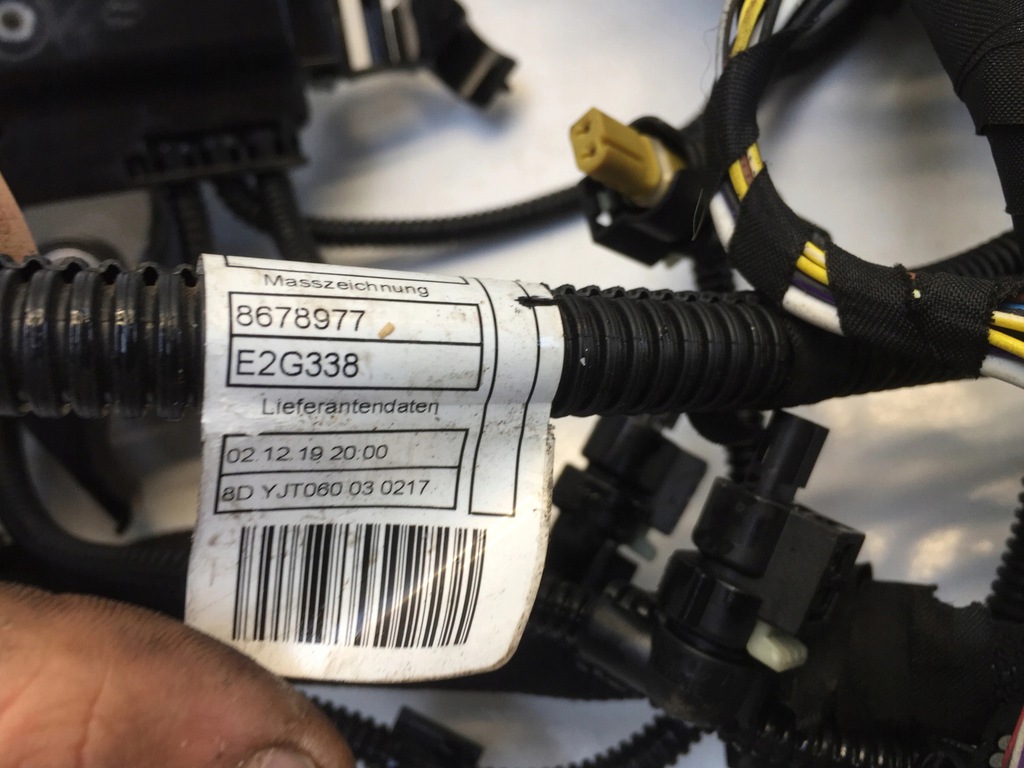 Masszeichnung
8678977
E2G338
Lieferantendaten
02.12.19 20:00
8D YJT060 03 0217